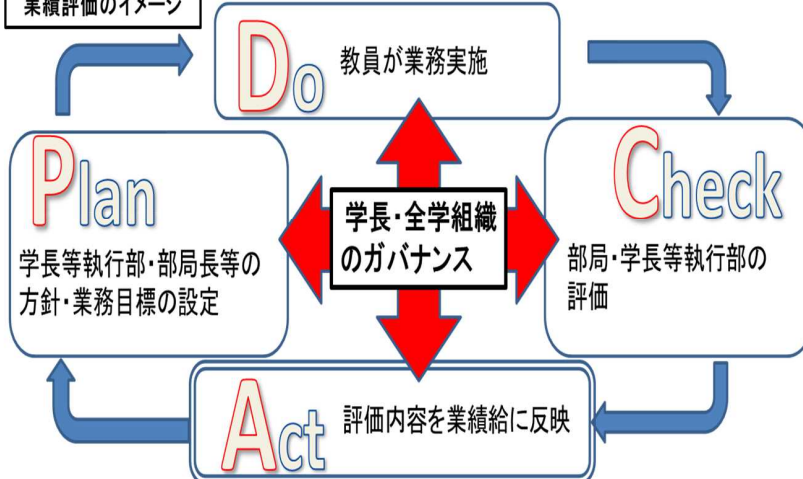 業績評価のイメージ
Do
教員が業務実施
Plan
学長等執行部・部局長等の
方針・業務目標の設定
学長・全学組織
のガバナンス
Check
部局・学長等執行部の
評価
Act
評価内容を業績給に反映